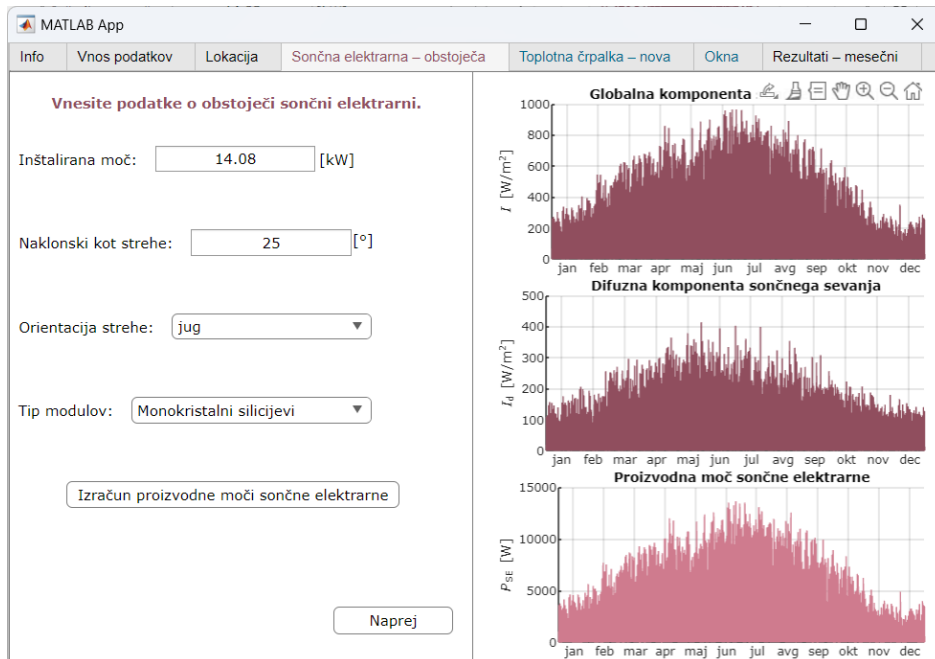 MATLAB App
Info Vnos podatkov Lokacija Sončna elektrarna – obstoječa Toplotna črpalka – nova Okna Rezultati – mesečni
Vnesite podatke o obstoječi sončni elektrarni.
Inštalirana moč: 14.08 [kW]
Naklonski kot strehe: 25 [°]
Orientacija strehe: jug
Tip modulov: Monokristalni silicijevi
Izračun proizvodne moči sončne elektrarne
Naprej
Globalna komponenta
I [W/m²]
1000
800
600
400
200
0
jan feb mar apr maj jun jul avg sep okt nov dec
Difuzna komponenta sončnega sevanja
I_d [W/m²]
500
400
300
200
100
0
jan feb mar apr maj jun jul avg sep okt nov dec
Proizvodna moč sončne elektrarne
P_SE [W]
15000
10000
5000
0
jan feb mar apr maj jun jul avg sep okt nov dec